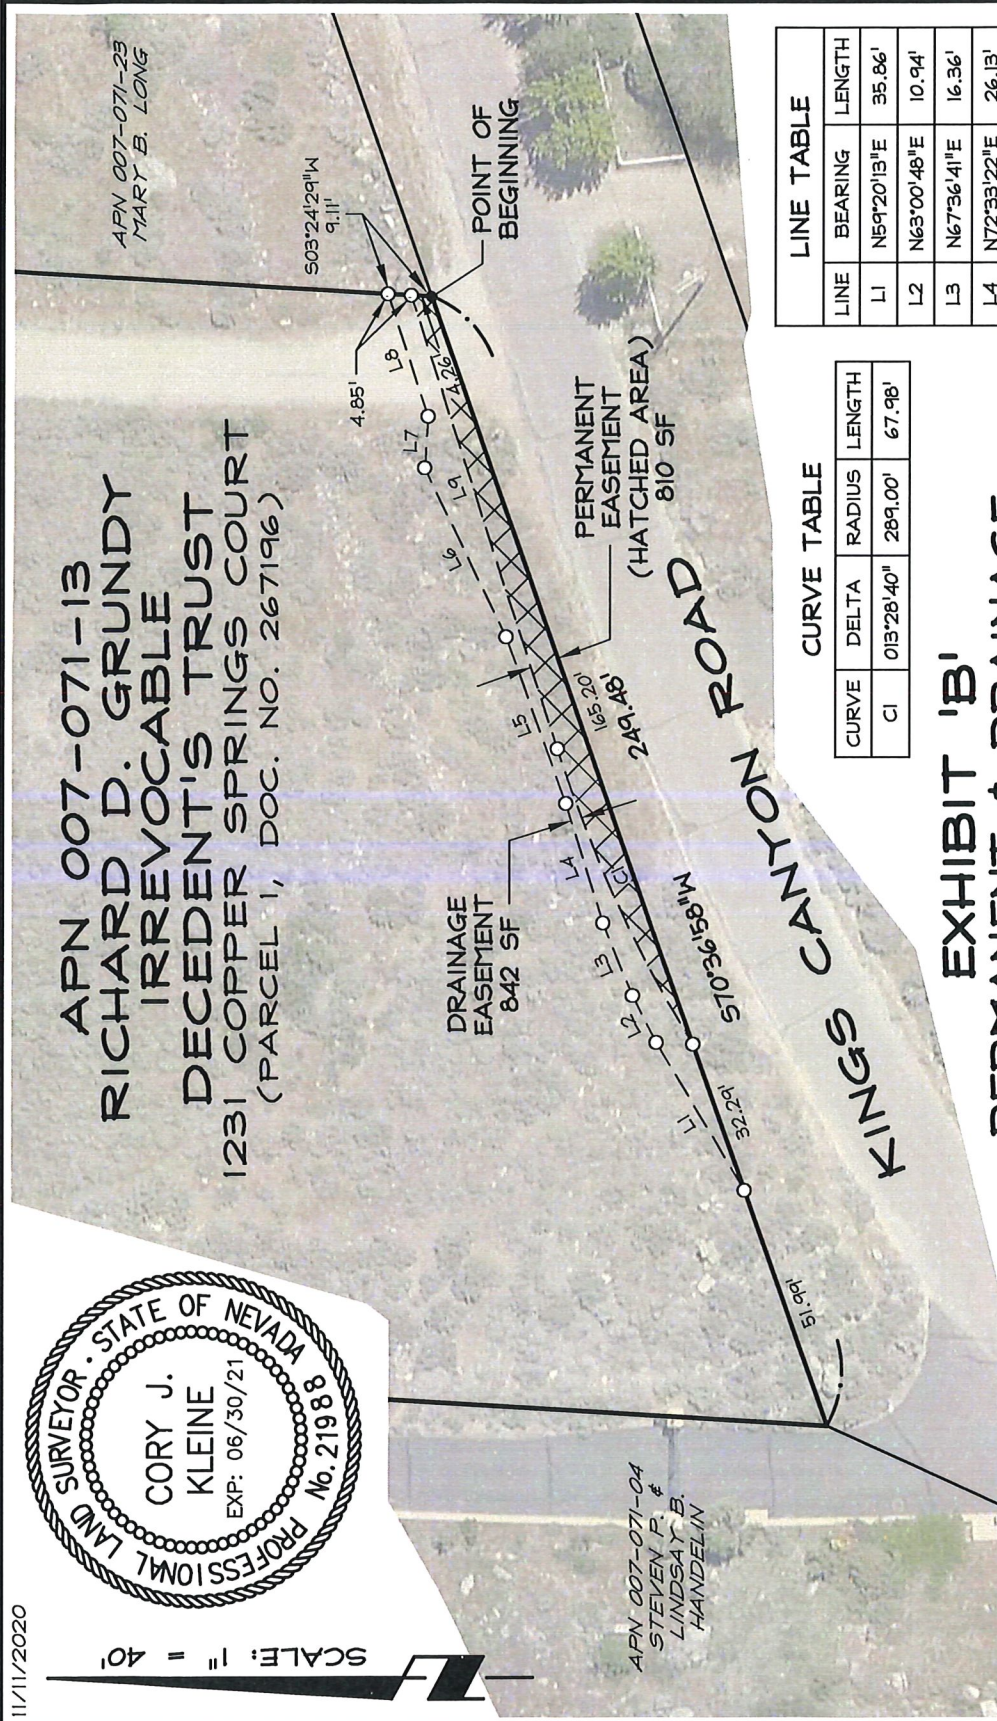 11/11/2020
SCALE: 1" = 40'
PROFESSIONAL LAND SURVEYOR · STATE OF NEVADA
No. 21988
CORY J.
KLEINE
EXP: 06/30/21
APN 007-071-13
RICHARD D. GRUNDY
IRREVOCABLE
DECEDENT'S TRUST
1231 COPPER SPRINGS COURT
(PARCEL 1, DOC. NO. 267196)
APN 007-071-23
MARY B. LONG
S03°24'29"W
9.11'
4.85'
POINT OF
BEGINNING
L8
L7
4.26'
L9
L6
L5
L4
L3
L2
L1
C1
DRAINAGE
EASEMENT
842 SF
PERMANENT
EASEMENT
(HATCHED AREA)
810 SF
165.20'
249.48'
S70°36'58"W
32.29'
51.99'
KINGS CANYON ROAD
APN 007-071-04
STEVEN P. &
LINDSAY B.
HANDELIN
CURVE TABLE
CURVE DELTA RADIUS LENGTH
C1 013°28'40" 289.00' 67.98'
LINE TABLE
LINE BEARING LENGTH
L1 N59°20'13"E 35.86'
L2 N63°00'48"E 10.94'
L3 N67°36'41"E 16.36'
L4 N72°33'22"E 26.13'
EXHIBIT 'B'
PERMANENT & DRAINAGE